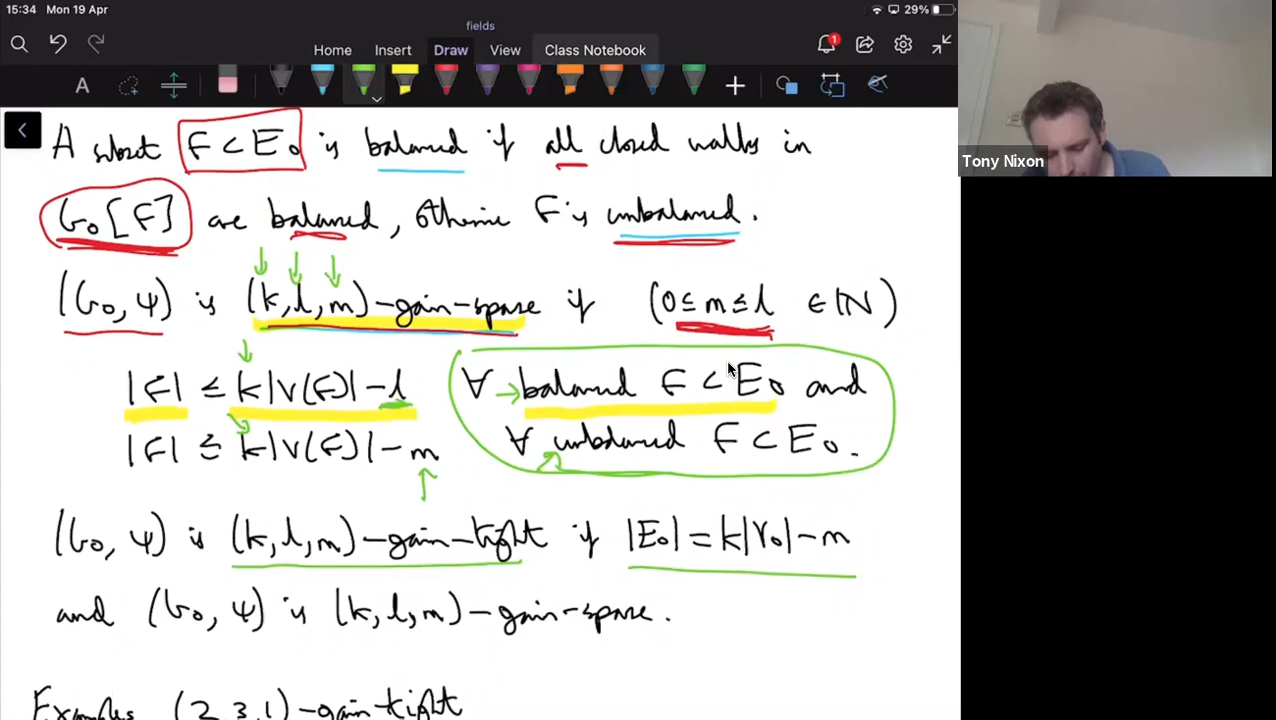 15:34 Mon 19 Apr
29%
fields
Home Insert Draw View Class Notebook
1
A
Tony Nixon
A subset F ⊂ E₀ is balanced if all closed walks in
G₀[F] are balanced, otherwise F is unbalanced.
(G₀, ψ) is (k,l,m)-gain-sparse if (0≤m≤l ∈ ℕ)
|F| ≤ k|V(F)|-l ∀ balanced F ⊂ E₀ and
|F| ≤ k|V(F)|-m ∀ unbalanced F ⊂ E₀.
(G₀, ψ) is (k,l,m)-gain-tight if |E₀| = k|V₀|-m
and (G₀, ψ) is (k,l,m)-gain-sparse.
Examples (2,3,1)-gain-tight